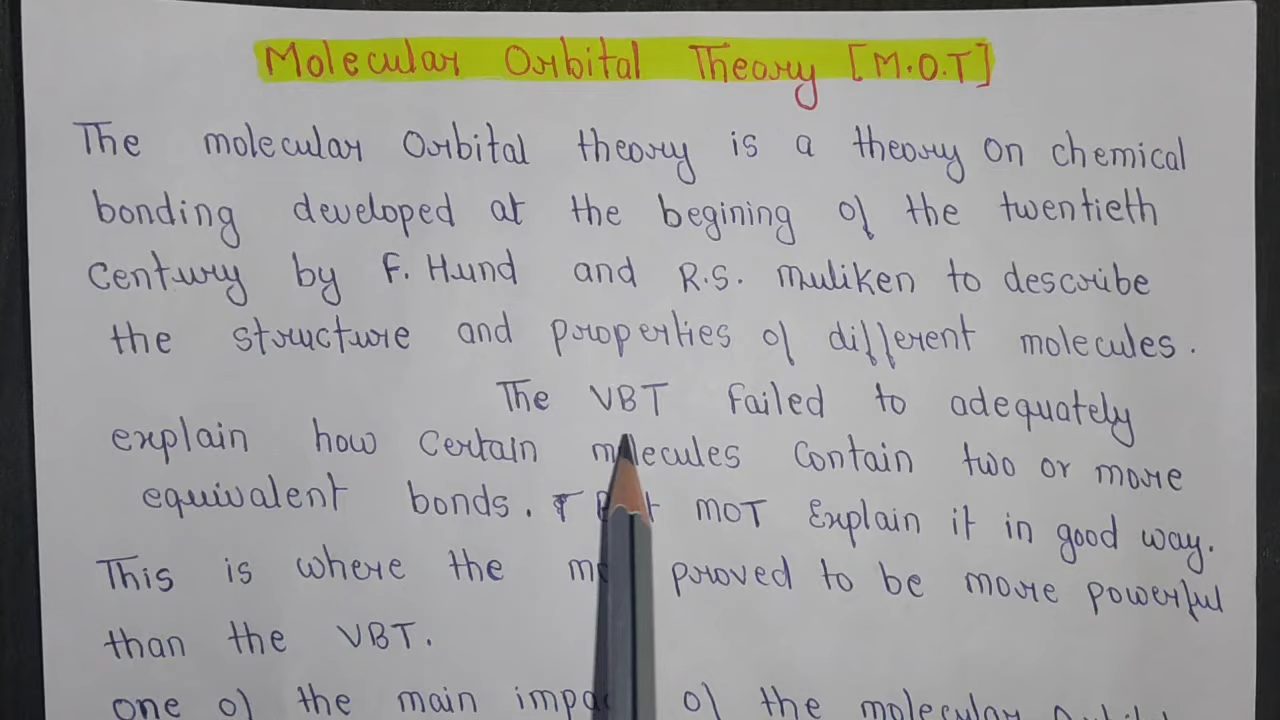 Molecular Orbital Theory [M.O.T]
The molecular Orbital theory is a theory on chemical
bonding developed at the begining of the twentieth
Century by F. Hund and R.S. Muliken to describe
the structure and properties of different molecules.
The VBT Failed to adequately
explain how Certain molecules Contain two or more
equivalent bonds. But MOT Explain it in good way.
This is where the proved to be more powerful
than the VBT.
one of the main of the molecular